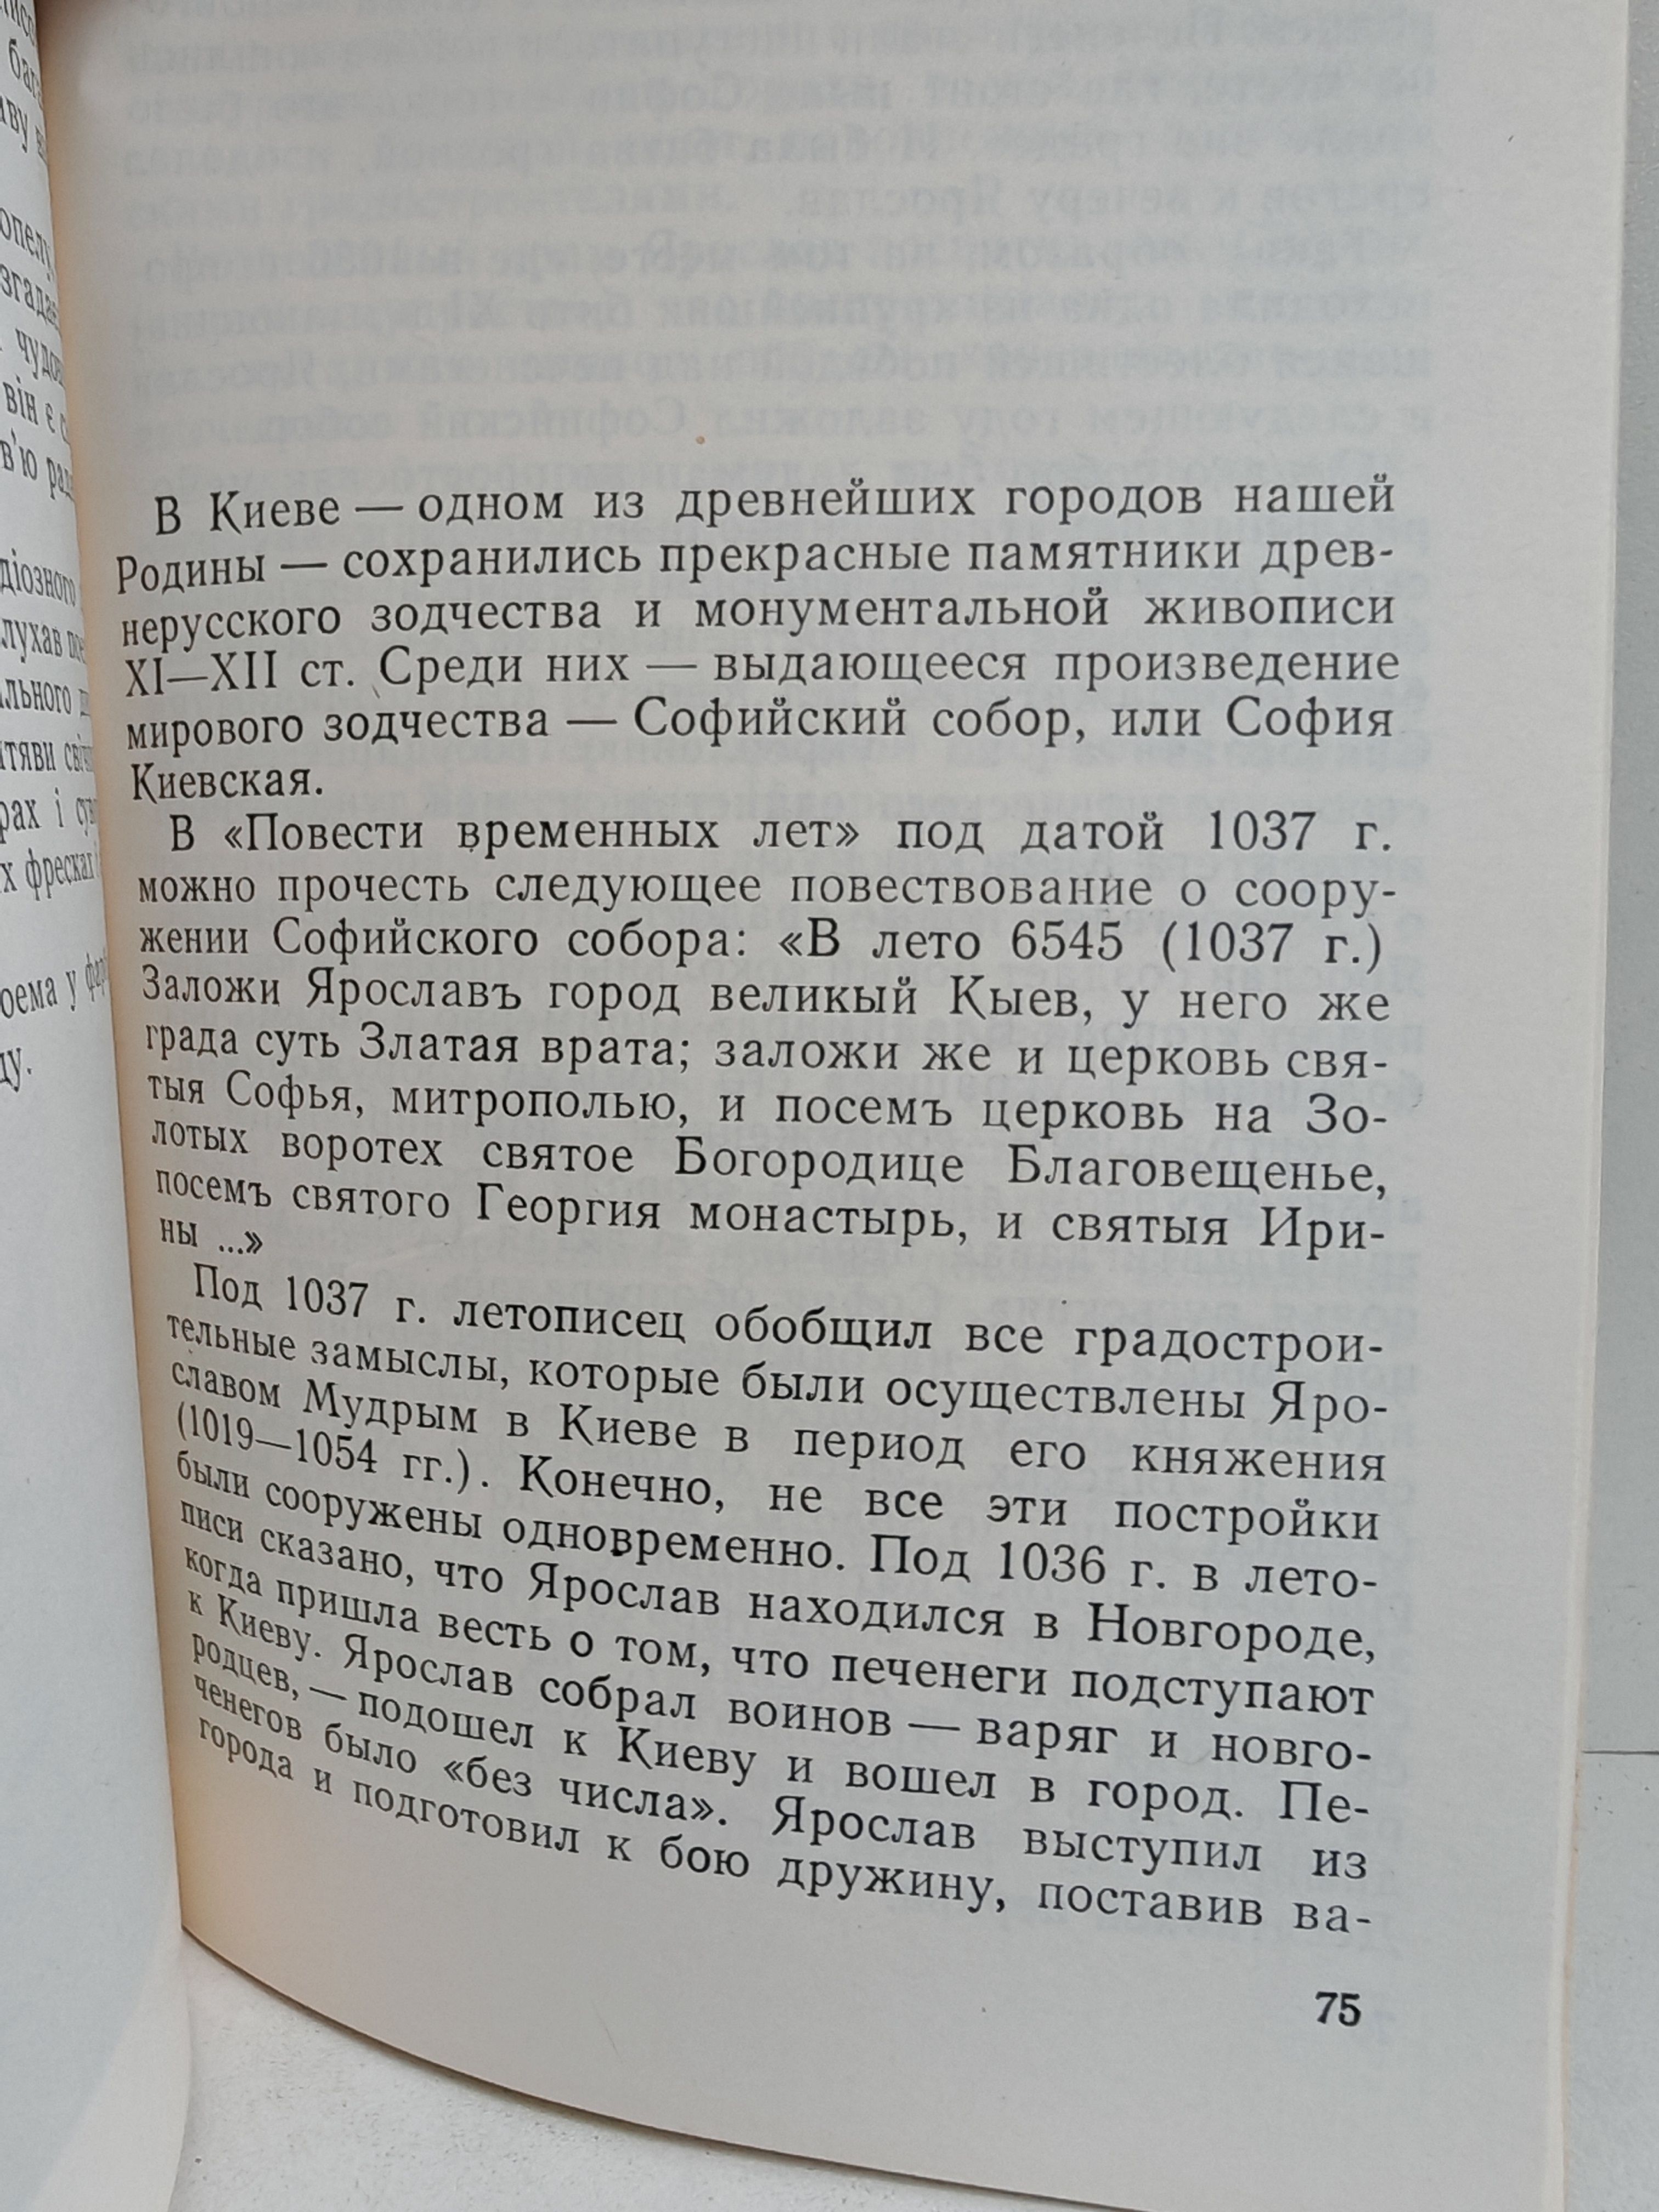 В Киеве — одном из древнейших городов нашей
Родины — сохранились прекрасные памятники древ-
нерусского зодчества и монументальной живописи
XI—XII ст. Среди них — выдающееся произведение
мирового зодчества — Софийский собор, или София
Киевская.
В «Повести временных лет» под датой 1037 г.
можно прочесть следующее повествование о соору-
жении Софийского собора: «В лето 6545 (1037 г.)
Заложи Ярославъ город великый Кыев, у него же
града суть Златая врата; заложи же и церковь свя-
тыя Софья, митрополью, и посемъ церковь на Зо-
лотых воротех святое Богородице Благовещенье,
посемъ святого Георгия монастырь, и святыя Ири-
ны ...»
Под 1037 г. летописец обобщил все градострои-
тельные замыслы, которые были осуществлены Яро-
славом Мудрым в Киеве в период его княжения
(1019—1054 гг.). Конечно, не все эти постройки
были сооружены одновременно. Под 1036 г. в лето-
писи сказано, что Ярослав находился в Новгороде,
когда пришла весть о том, что печенеги подступают
к Киеву. Ярослав собрал воинов — варяг и новго-
родцев, — подошел к Киеву и вошел в город. Пе-
ченегов было «без числа». Ярослав выступил из
города и подготовил к бою дружину, поставив ва-
75